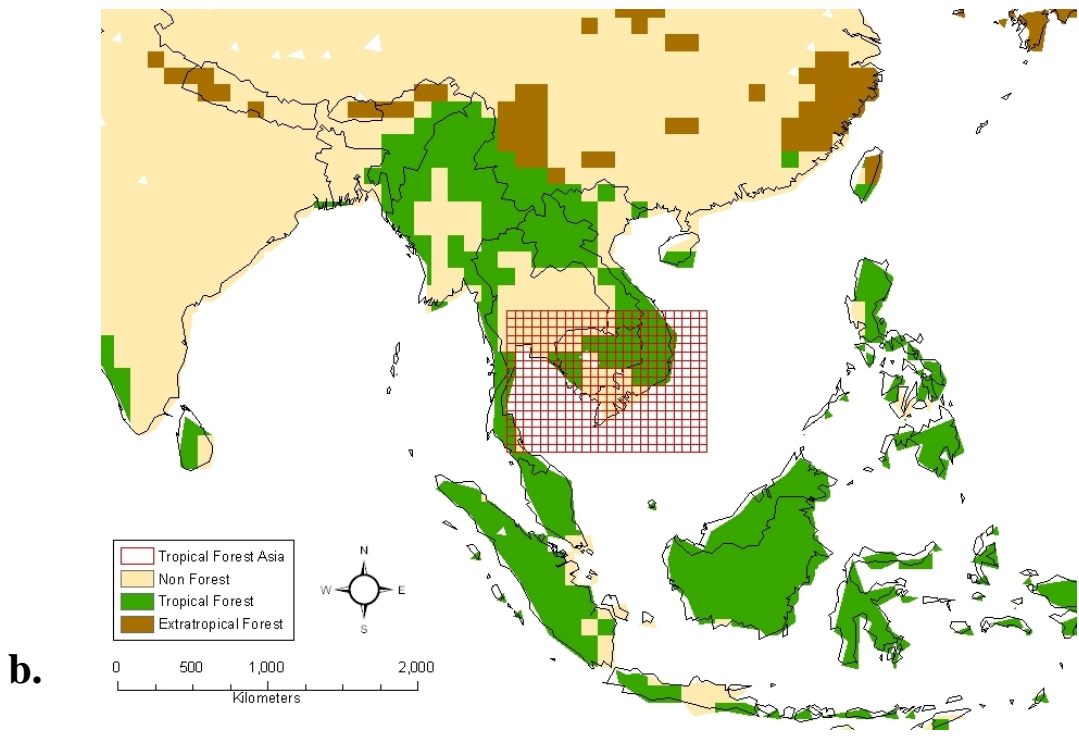 Tropical Forest Asia
Non Forest
Tropical Forest
Extratropical Forest
N
W E
S
b.
0 500 1,000 2,000
Kilometers